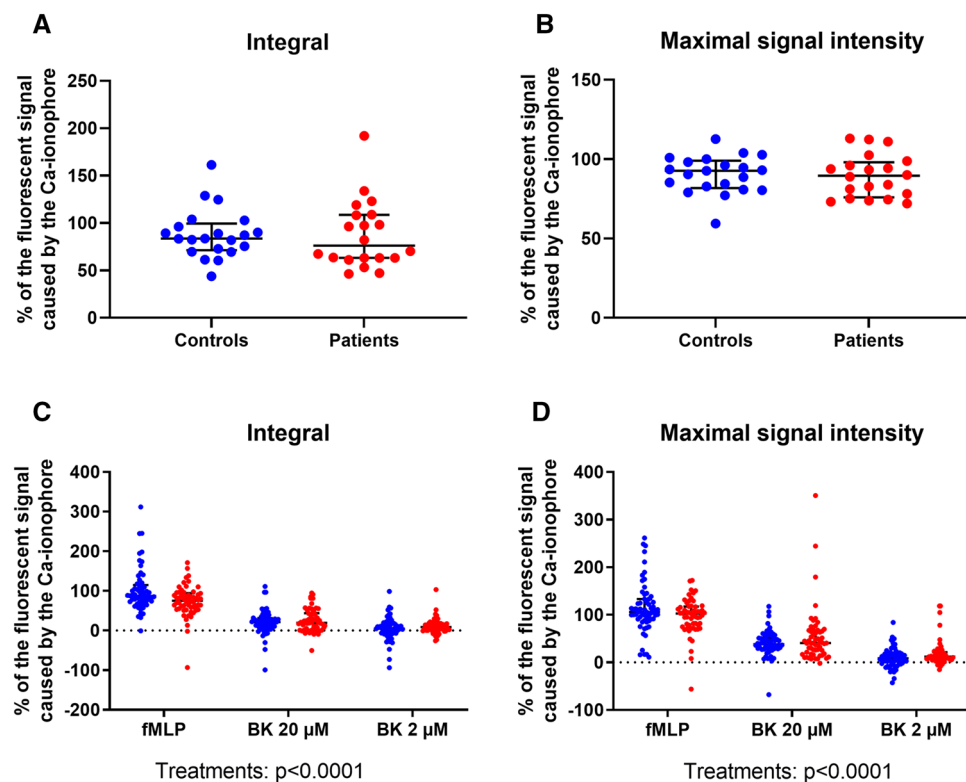 A
Integral
% of the fluorescent signal
caused by the Ca-ionophore
250
200
150
100
50
0
Controls
Patients
B
Maximal signal intensity
% of the fluorescent signal
caused by the Ca-ionophore
150
100
50
0
Controls
Patients
C
Integral
% of the fluorescent signal
caused by the Ca-ionophore
400
300
200
100
0
-100
-200
fMLP
BK 20 µM
BK 2 µM
Treatments: p<0.0001
D
Maximal signal intensity
% of the fluorescent signal
caused by the Ca-ionophore
400
300
200
100
0
-100
fMLP
BK 20 µM
BK 2 µM
Treatments: p<0.0001